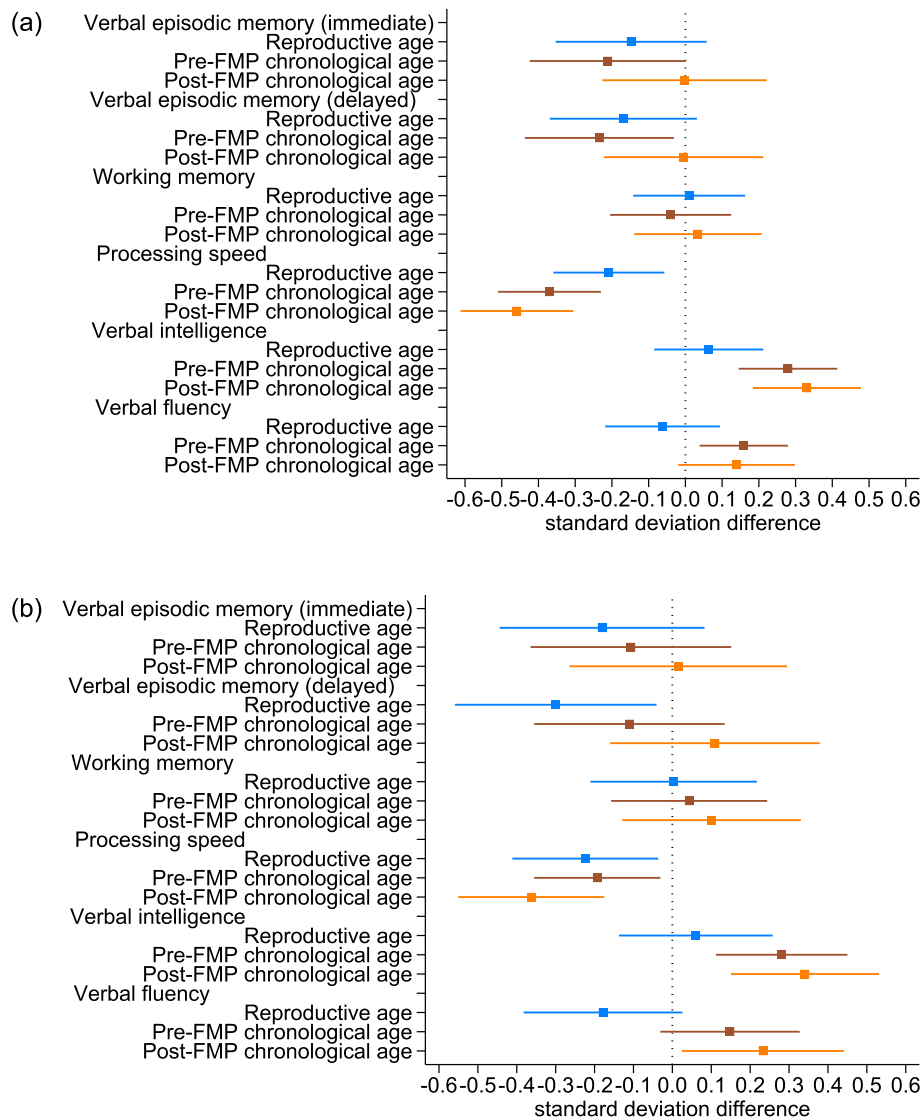 (a)
Verbal episodic memory (immediate)
Reproductive age
Pre-FMP chronological age
Post-FMP chronological age
Verbal episodic memory (delayed)
Reproductive age
Pre-FMP chronological age
Post-FMP chronological age
Working memory
Reproductive age
Pre-FMP chronological age
Post-FMP chronological age
Processing speed
Reproductive age
Pre-FMP chronological age
Post-FMP chronological age
Verbal intelligence
Reproductive age
Pre-FMP chronological age
Post-FMP chronological age
Verbal fluency
Reproductive age
Pre-FMP chronological age
Post-FMP chronological age
-0.6 -0.5 -0.4 -0.3 -0.2 -0.1 0.0 0.1 0.2 0.3 0.4 0.5 0.6
standard deviation difference
(b)
Verbal episodic memory (immediate)
Reproductive age
Pre-FMP chronological age
Post-FMP chronological age
Verbal episodic memory (delayed)
Reproductive age
Pre-FMP chronological age
Post-FMP chronological age
Working memory
Reproductive age
Pre-FMP chronological age
Post-FMP chronological age
Processing speed
Reproductive age
Pre-FMP chronological age
Post-FMP chronological age
Verbal intelligence
Reproductive age
Pre-FMP chronological age
Post-FMP chronological age
Verbal fluency
Reproductive age
Pre-FMP chronological age
Post-FMP chronological age
-0.6 -0.5 -0.4 -0.3 -0.2 -0.1 0.0 0.1 0.2 0.3 0.4 0.5 0.6
standard deviation difference